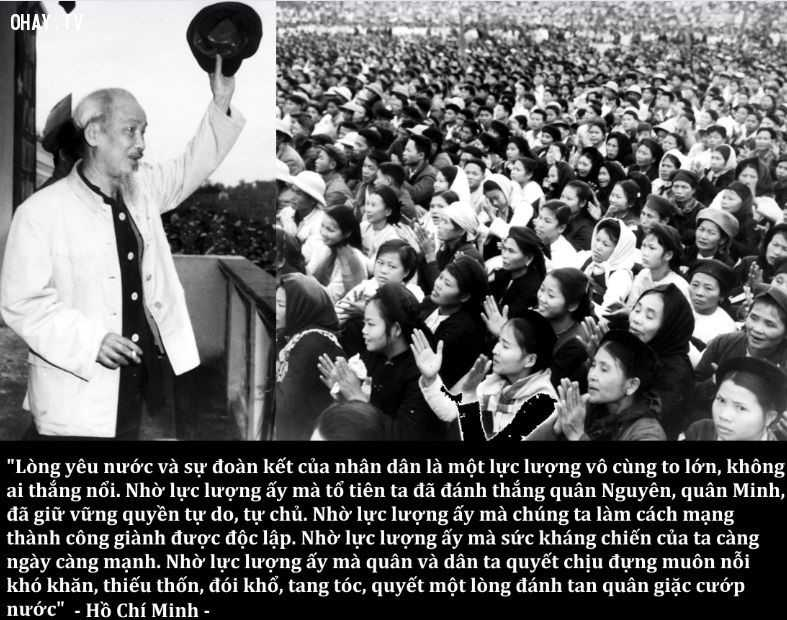 OHAY.TV
"Lòng yêu nước và sự đoàn kết của nhân dân là một lực lượng vô cùng to lớn, không
ai thắng nổi. Nhờ lực lượng ấy mà tổ tiên ta đã đánh thắng quân Nguyên, quân Minh,
đã giữ vững quyền tự do, tự chủ. Nhờ lực lượng ấy mà chúng ta làm cách mạng
thành công giành được độc lập. Nhờ lực lượng ấy mà sức kháng chiến của ta càng
ngày càng mạnh. Nhờ lực lượng ấy mà quân và dân ta quyết chịu đựng muôn nỗi
khó khăn, thiếu thốn, đói khổ, tang tóc, quyết một lòng đánh tan quân giặc cướp
nước" - Hồ Chí Minh -